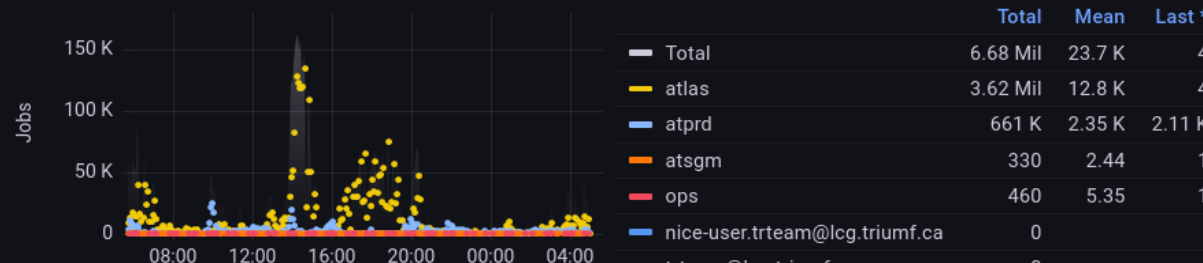 Total Mean Last
Total 6.68 Mil 23.7 K
atlas 3.62 Mil 12.8 K
atprd 661 K 2.35 K 2.11 K
atsgm 330 2.44
ops 460 5.35
nice-user.trteam@lcg.triumf.ca 0
Jobs
150 K
100 K
50 K
0
08:00 12:00 16:00 20:00 00:00 04:00